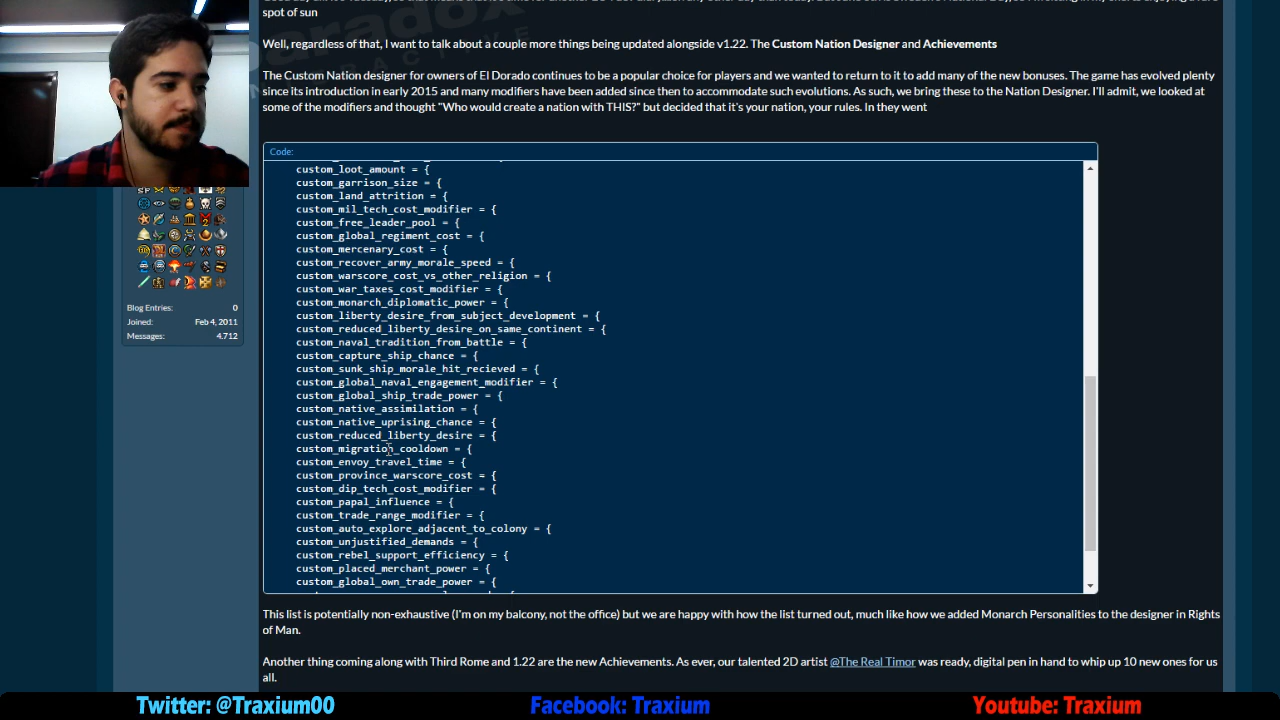 spot of sun
Well, regardless of that, I want to talk about a couple more things being updated alongside v1.22. The Custom Nation Designer and Achievements
The Custom Nation designer for owners of El Dorado continues to be a popular choice for players and we wanted to return to it to add many of the new bonuses. The game has evolved plenty
since its introduction in early 2015 and many modifiers have been added since then to accommodate such evolutions. As such, we bring these to the Nation Designer. I'll admit, we looked at
some of the modifiers and thought "Who would create a nation with THIS?" but decided that it's your nation, your rules. In they went
Code:
custom_loot_amount = {
custom_garrison_size = {
custom_land_attrition = {
custom_mil_tech_cost_modifier = {
custom_free_leader_pool = {
custom_global_regiment_cost = {
custom_mercenary_cost = {
custom_recover_army_morale_speed = {
custom_warscore_cost_vs_other_religion = {
custom_war_taxes_cost_modifier = {
custom_monarch_diplomatic_power = {
custom_liberty_desire_from_subject_development = {
custom_reduced_liberty_desire_on_same_continent = {
custom_naval_tradition_from_battle = {
custom_capture_ship_chance = {
custom_sunk_ship_morale_hit_recieved = {
custom_global_naval_engagement_modifier = {
custom_global_ship_trade_power = {
custom_native_assimilation = {
custom_native_uprising_chance = {
custom_reduced_liberty_desire = {
custom_migration_cooldown = {
custom_envoy_travel_time = {
custom_province_warscore_cost = {
custom_dip_tech_cost_modifier = {
custom_papal_influence = {
custom_trade_range_modifier = {
custom_auto_explore_adjacent_to_colony = {
custom_unjustified_demands = {
custom_rebel_support_efficiency = {
custom_placed_merchant_power = {
custom_global_own_trade_power = {
Blog Entries: 0
Joined: Feb 4, 2011
Messages: 4.712
This list is potentially non-exhaustive (I'm on my balcony, not the office) but we are happy with how the list turned out, much like how we added Monarch Personalities to the designer in Rights
of Man.
Another thing coming along with Third Rome and 1.22 are the new Achievements. As ever, our talented 2D artist @The Real Timor was ready, digital pen in hand to whip up 10 new ones for us
all.
Twitter: @Traxium00 Facebook: Traxium Youtube: Traxium